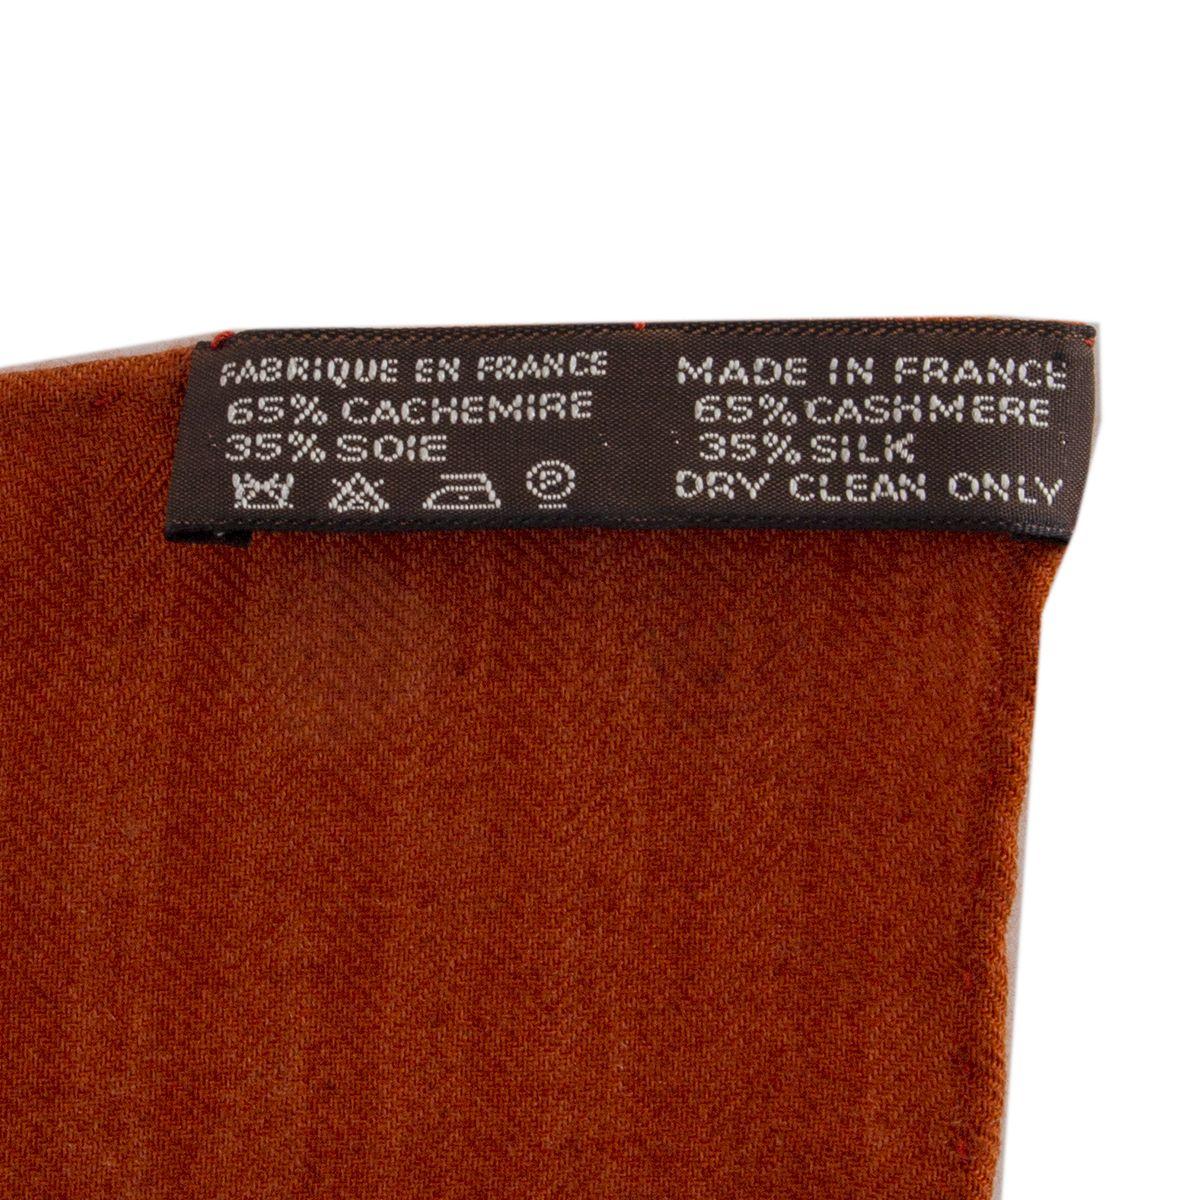 FABRIQUE EN FRANCE
65% CACHEMIRE
35% SOIE
P
MADE IN FRANCE
65% CASHMERE
35% SILK
DRY CLEAN ONLY